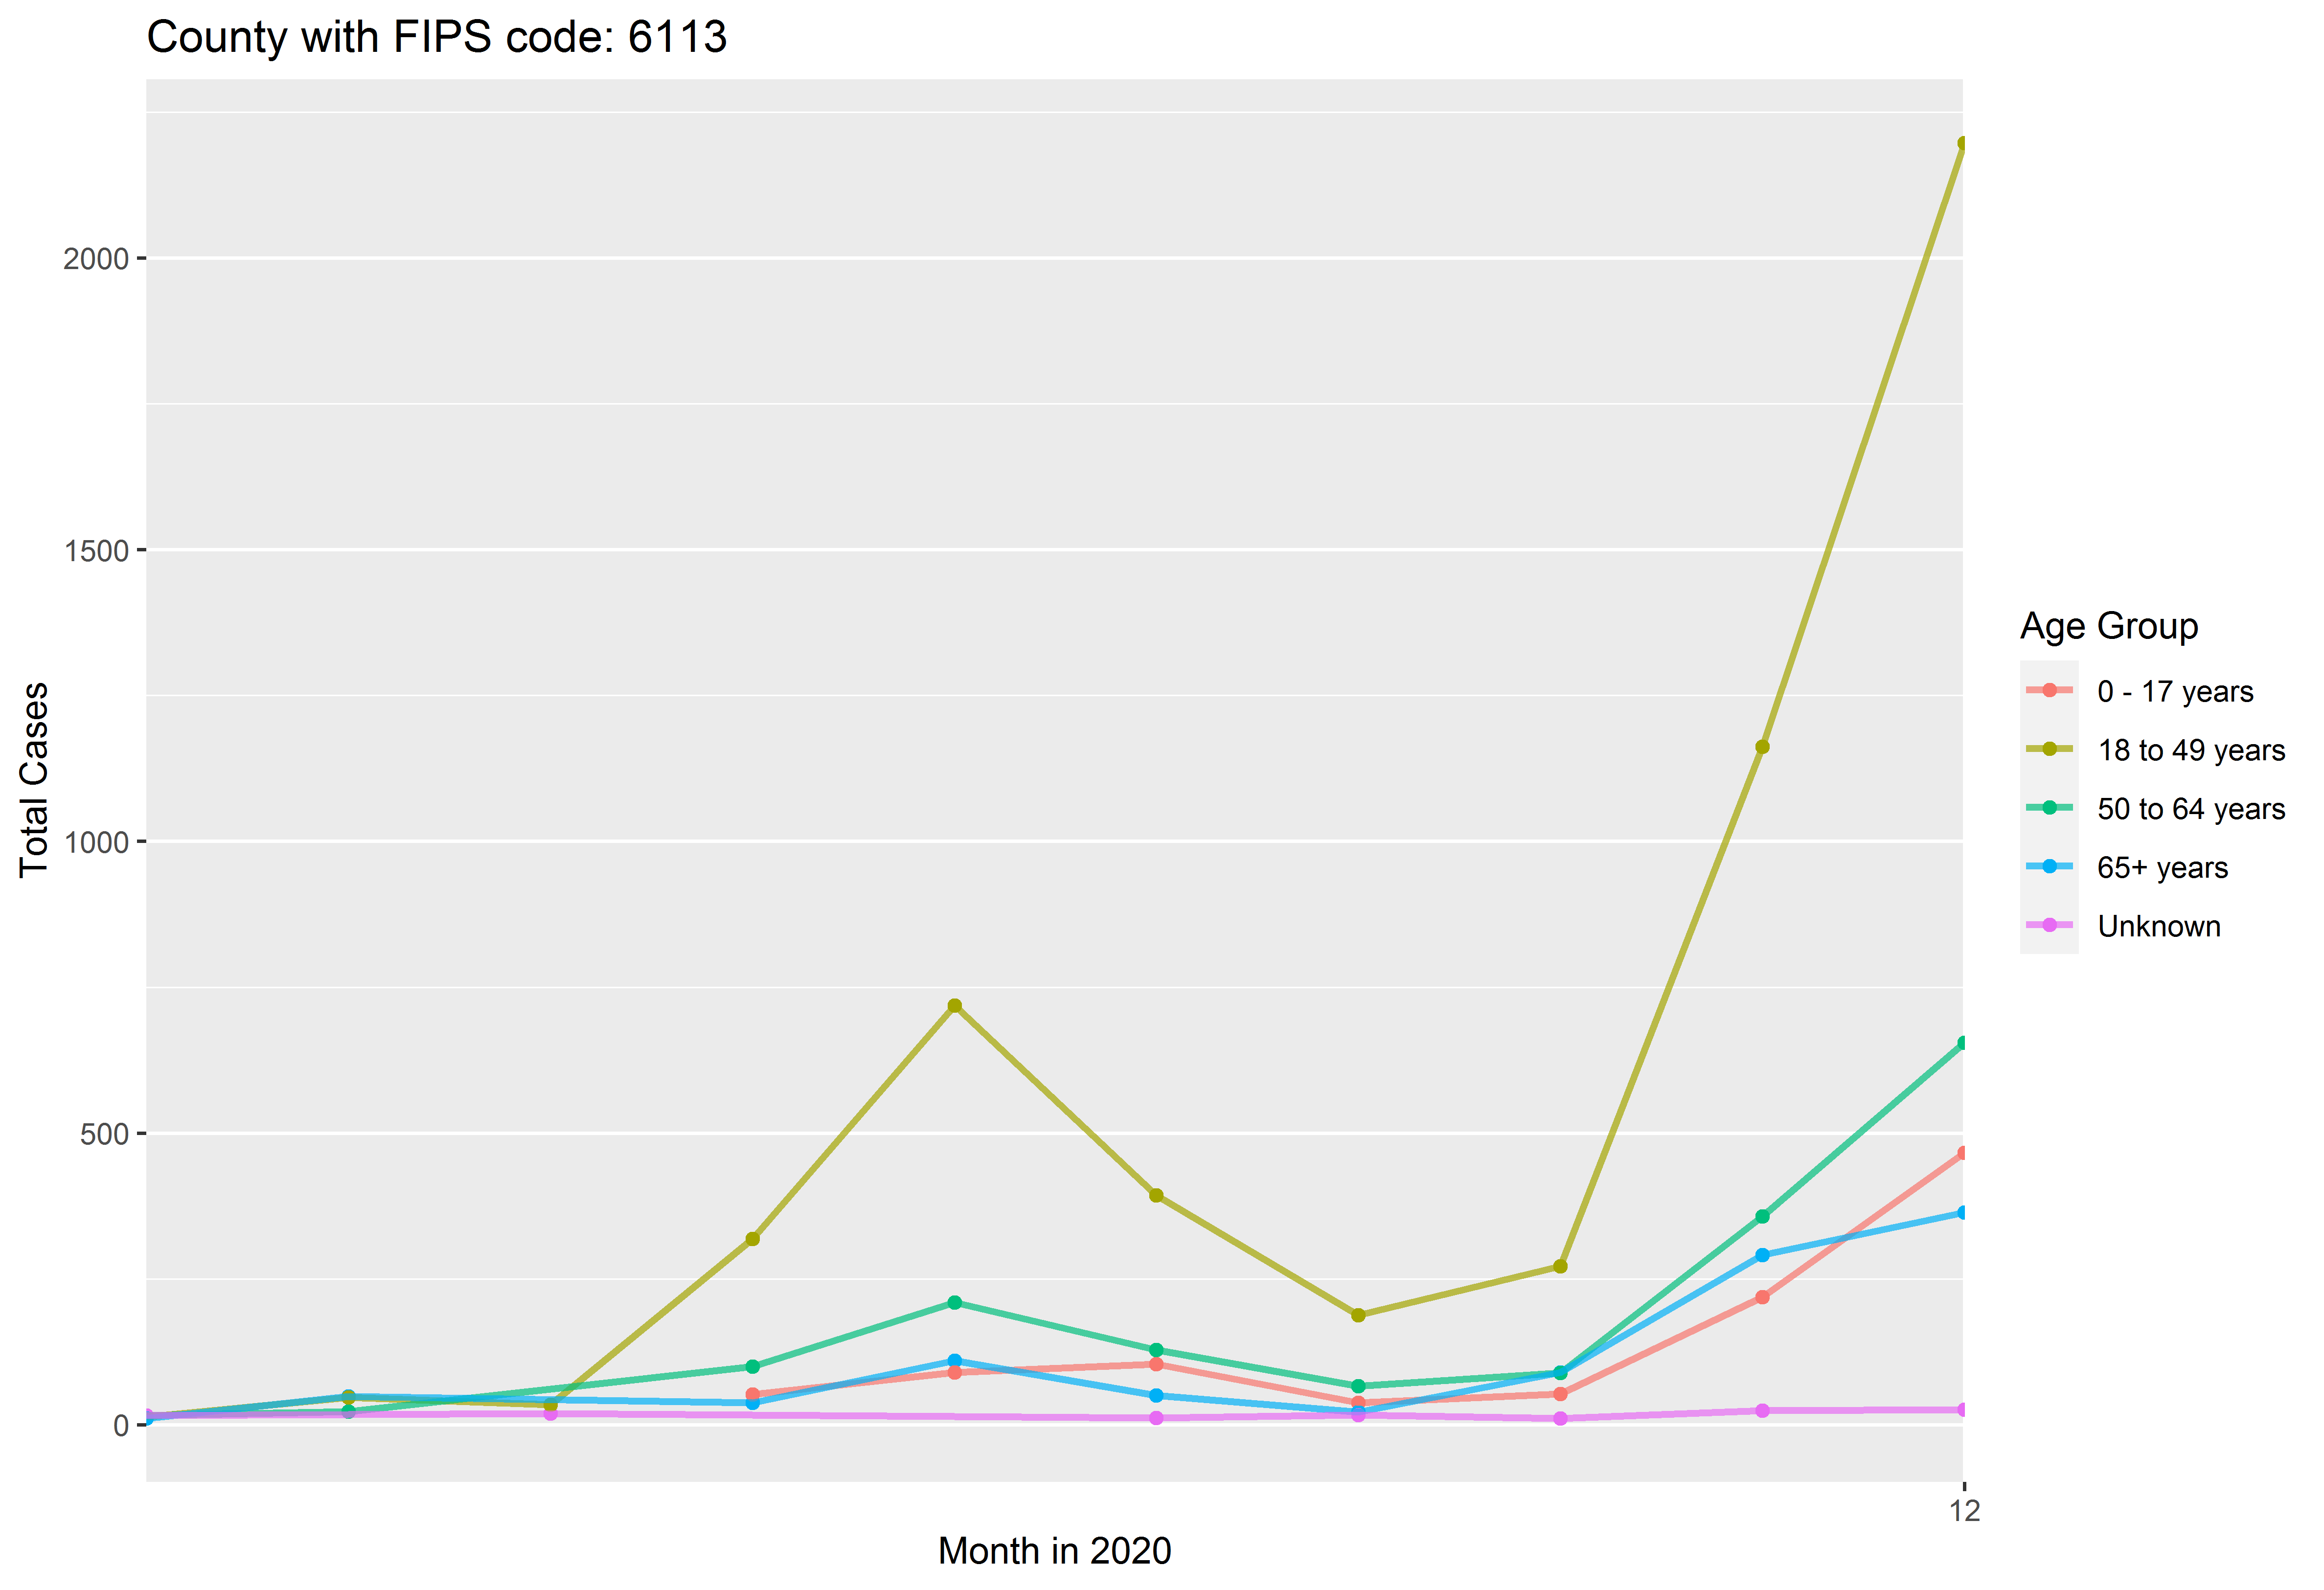 County with FIPS code: 6113
Total Cases
2000
1500
1000
500
0
12
Month in 2020
Age Group
0 - 17 years
18 to 49 years
50 to 64 years
65+ years
Unknown